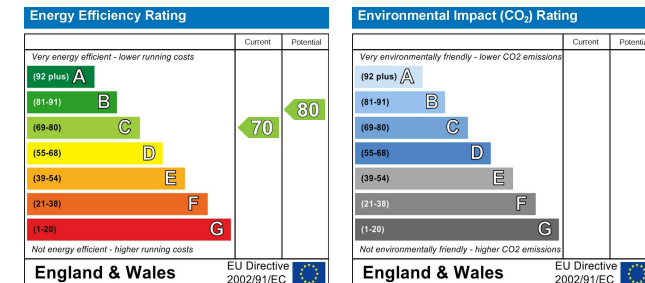 Energy Efficiency Rating
Current Potential
Very energy efficient - lower running costs
(92 plus) A
(81-91) B
80
(69-80) C
70
(55-68) D
(39-54) E
(21-38) F
(1-20) G
Not energy efficient - higher running costs
England & Wales
EU Directive
2002/91/EC
Environmental Impact (CO₂) Rating
Current Potentia
Very environmentally friendly - lower CO2 emissions
(92 plus) A
(81-91) B
(69-80) C
(55-68) D
(39-54) E
(21-38) F
(1-20) G
Not environmentally friendly - higher CO2 emissions
England & Wales
EU Directive
2002/91/EC